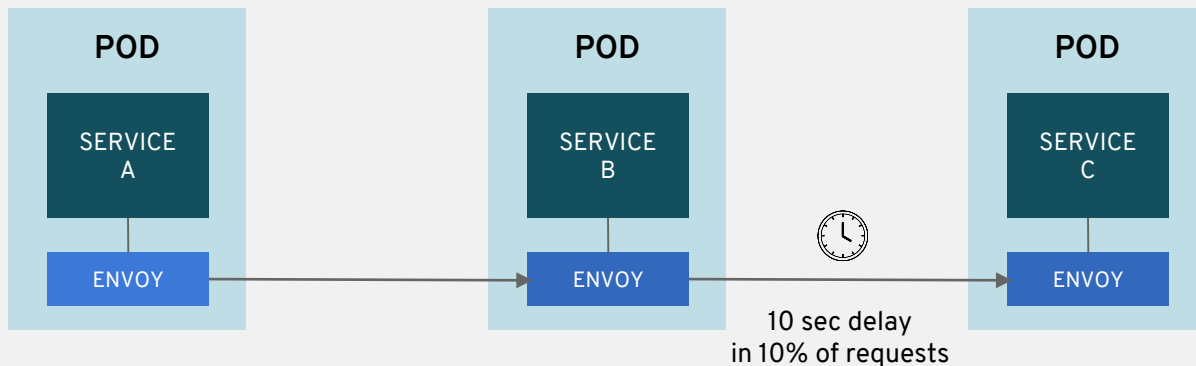 POD
SERVICE
A
ENVOY
POD
SERVICE
B
ENVOY
10 sec delay
in 10% of requests
POD
SERVICE
C
ENVOY